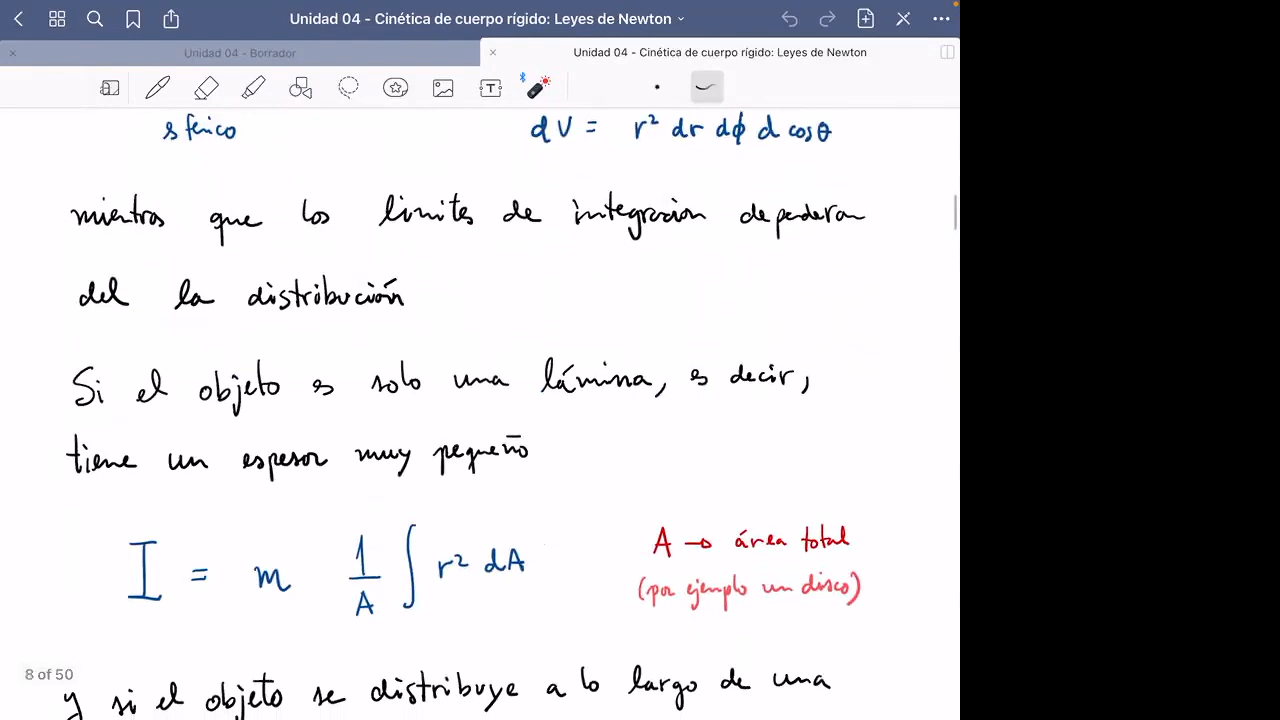 Unidad 04 - Cinética de cuerpo rígido: Leyes de Newton
Unidad 04 - Borrador
Unidad 04 - Cinética de cuerpo rígido: Leyes de Newton
esférico dV = r² dr dϕ d cosθ
mientras que los limites de integración dependeran
del la distribución
Si el objeto es solo una lámina, es decir,
tiene un espesor muy pequeño
I = m 1/A ∫ r² dA
A → área total
(por ejemplo un disco)
8 of 50
y si el objeto se distribuye a lo largo de una